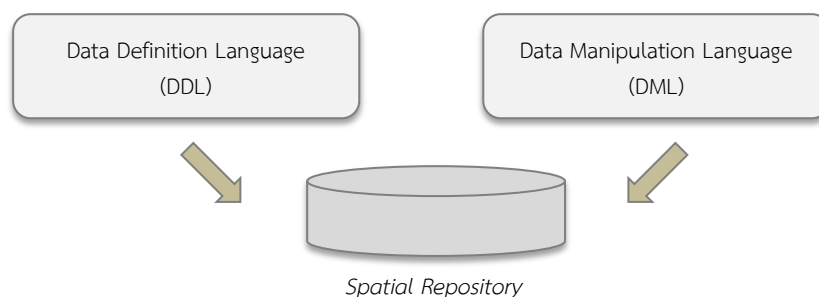 Data Definition Language
(DDL)
Data Manipulation Language
(DML)
Spatial Repository